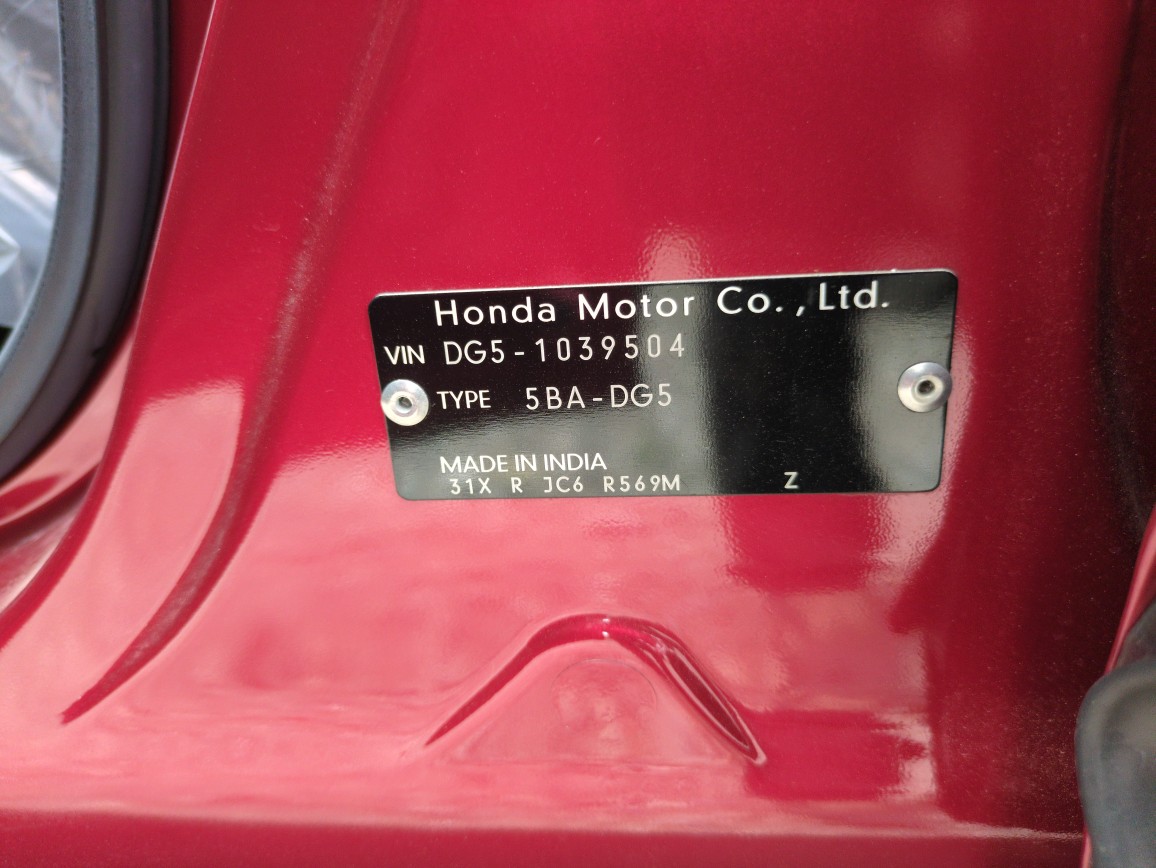 Honda Motor Co., Ltd.
VIN DG5-1039504
TYPE 5BA-DG5
MADE IN INDIA
31X R JC6 R569M Z